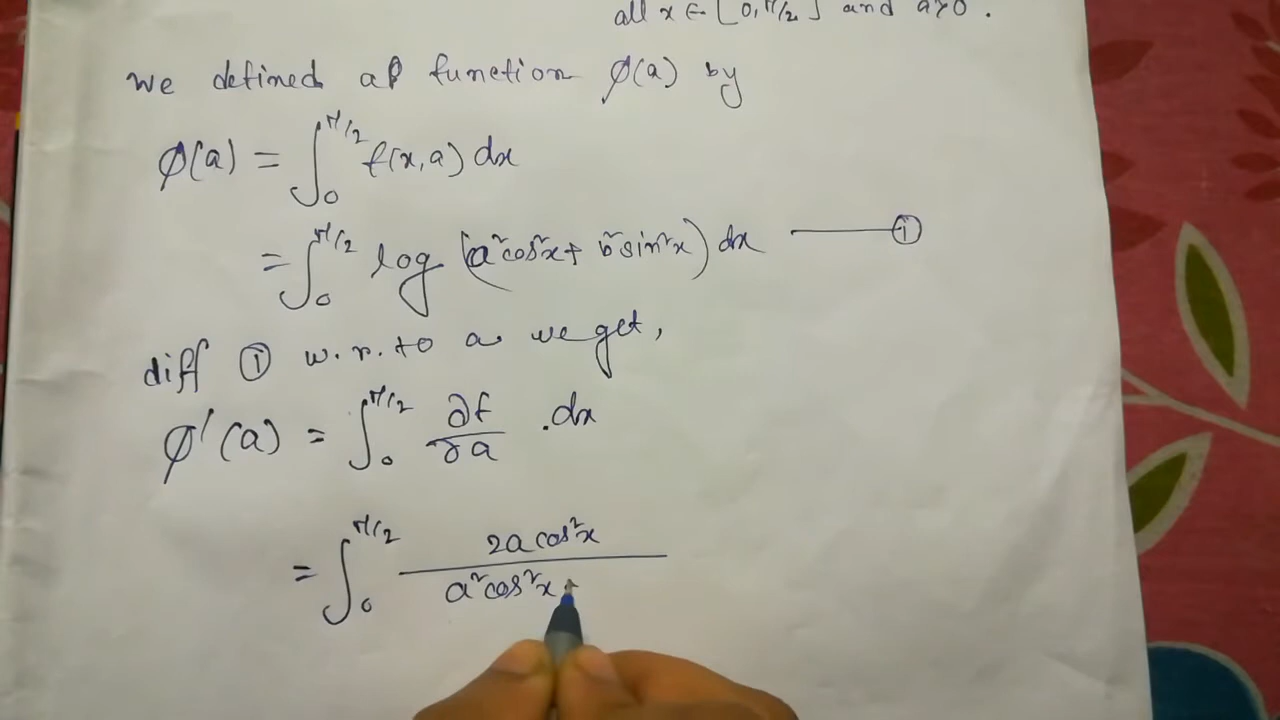 all x ∈ [0, π/2] and a>0.
We defined a function φ(a) by
φ(a) = ∫₀^π/2 f(x,a) dx
= ∫₀^π/2 log (a²cos²x + b²sin²x) dx —— ①
diff ① w.r.to a we get,
φ'(a) = ∫₀^π/2 ∂f/∂a .dx
= ∫₀^π/2 2a cos²x / a²cos²x